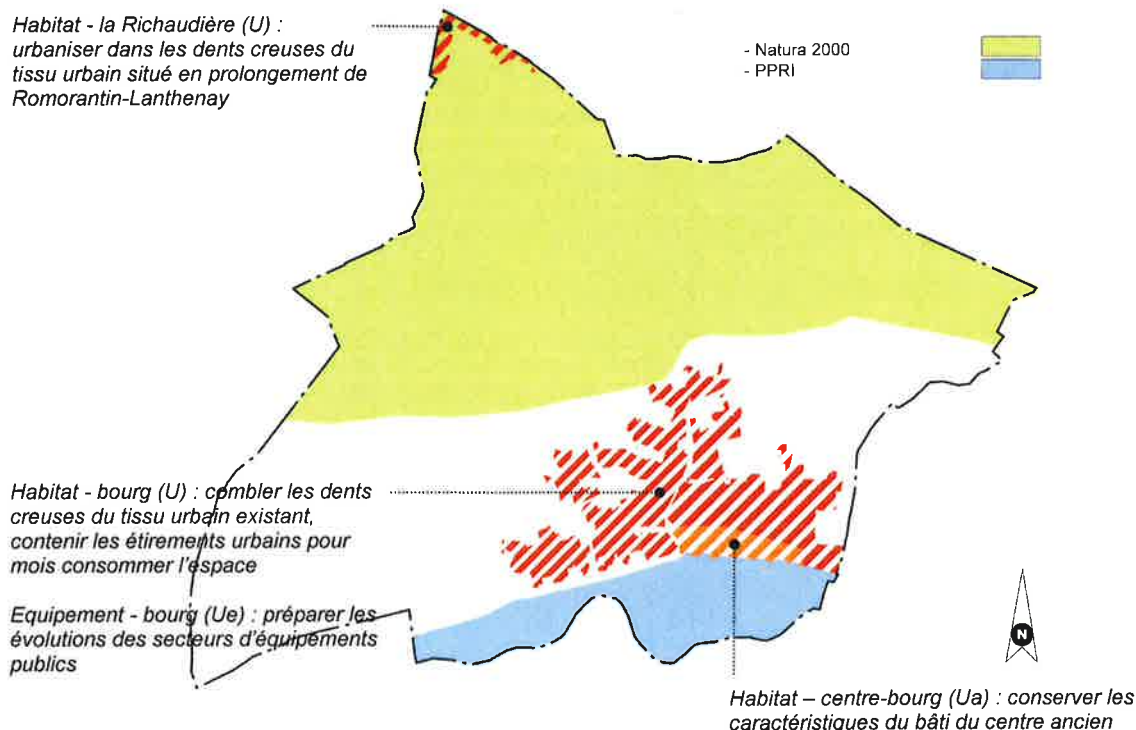 Habitat - la Richaudière (U) :
urbaniser dans les dents creuses du
tissu urbain situé en prolongement de
Romorantin-Lanthenay
- Natura 2000
- PPRI
Habitat - bourg (U) : combler les dents
creuses du tissu urbain existant,
contenir les étirements urbains pour
mois consommer l'espace
Equipement - bourg (Ue) : préparer les
évolutions des secteurs d'équipements
publics
N
Habitat – centre-bourg (Ua) : conserver les
caractéristiques du bâti du centre ancien